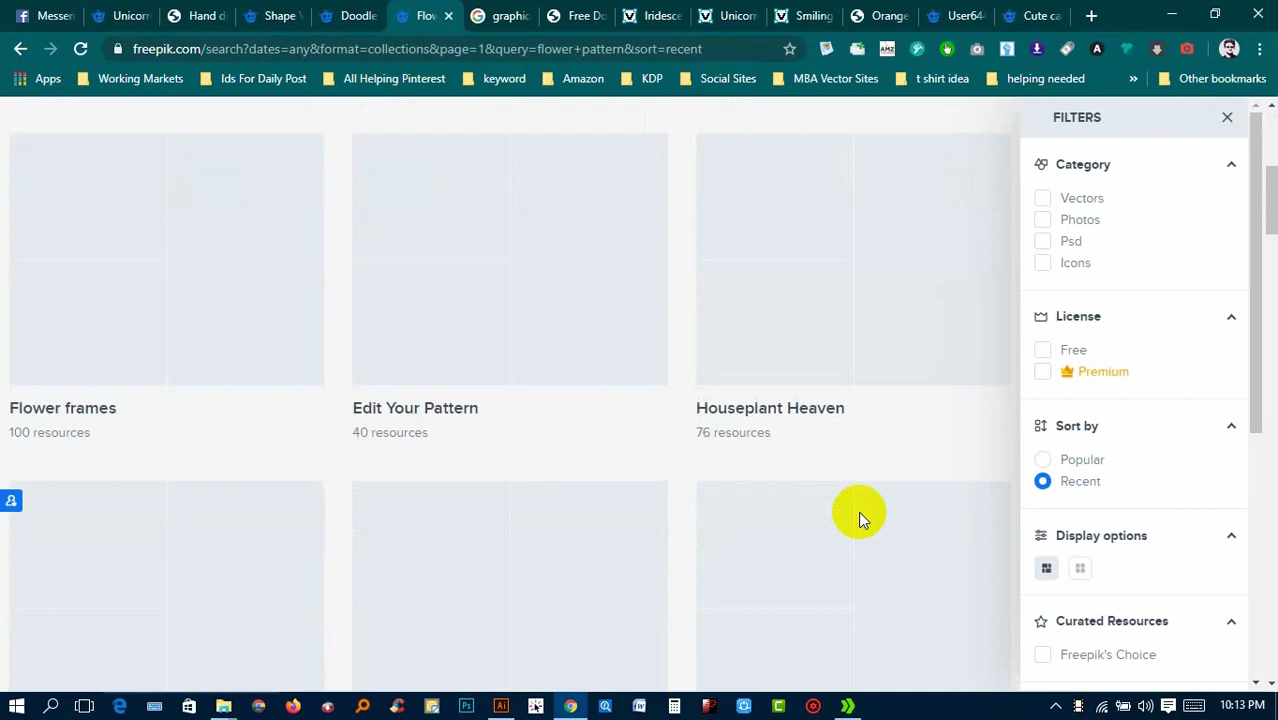 Messen Unicorn Hand d Shape V Doodle Flow graphic Free Do Iridesce Unicorn Smiling Orange User64 Cute ca
freepik.com/search?dates=any&format=collections&page=1&query=flower+pattern&sort=recent
Apps Working Markets Ids For Daily Post All Helping Pinterest keyword Amazon KDP Social Sites MBA Vector Sites t shirt idea helping needed » Other bookmarks
FILTERS
Category
Vectors
Photos
Psd
Icons
License
Free
Premium
Flower frames Edit Your Pattern Houseplant Heaven
100 resources 40 resources 76 resources
Sort by
Popular
Recent
Display options
Curated Resources
Freepik's Choice
10:13 PM